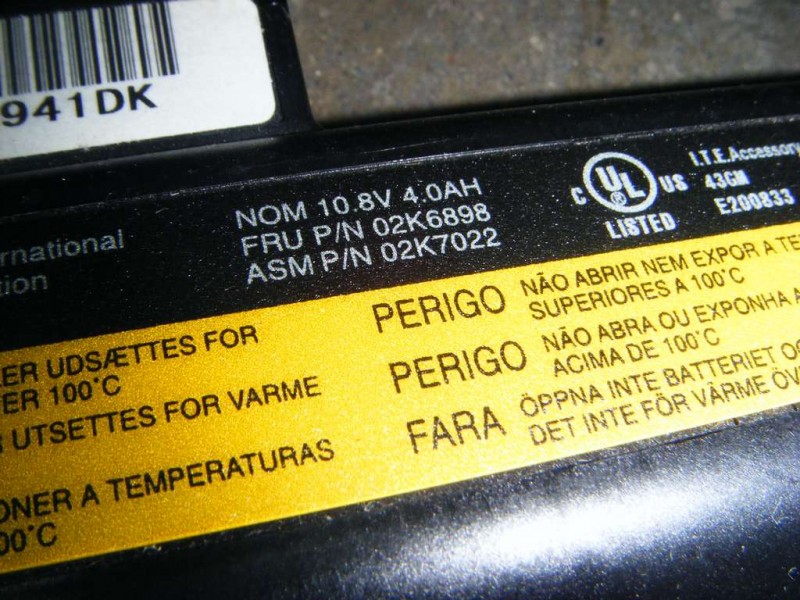 941DK
rnational
tion
NOM 10.8V 4.0AH
FRU P/N 02K6898
ASM P/N 02K7022
C UL ® US
LISTED
I.T.E. Accessory
43GM
E200833
ER UDSÆTTES FOR
ER 100°C
R UTSETTES FOR VARME
ONER A TEMPERATURAS
00°C
PERIGO NÃO ABRIR NEM EXPOR A TE
SUPERIORES A 100°C
PERIGO NÃO ABRA OU EXPONHA A
ACIMA DE 100°C
FARA ÖPPNA INTE BATTERIET OC
DET INTE FÖR VÄRME ÖV